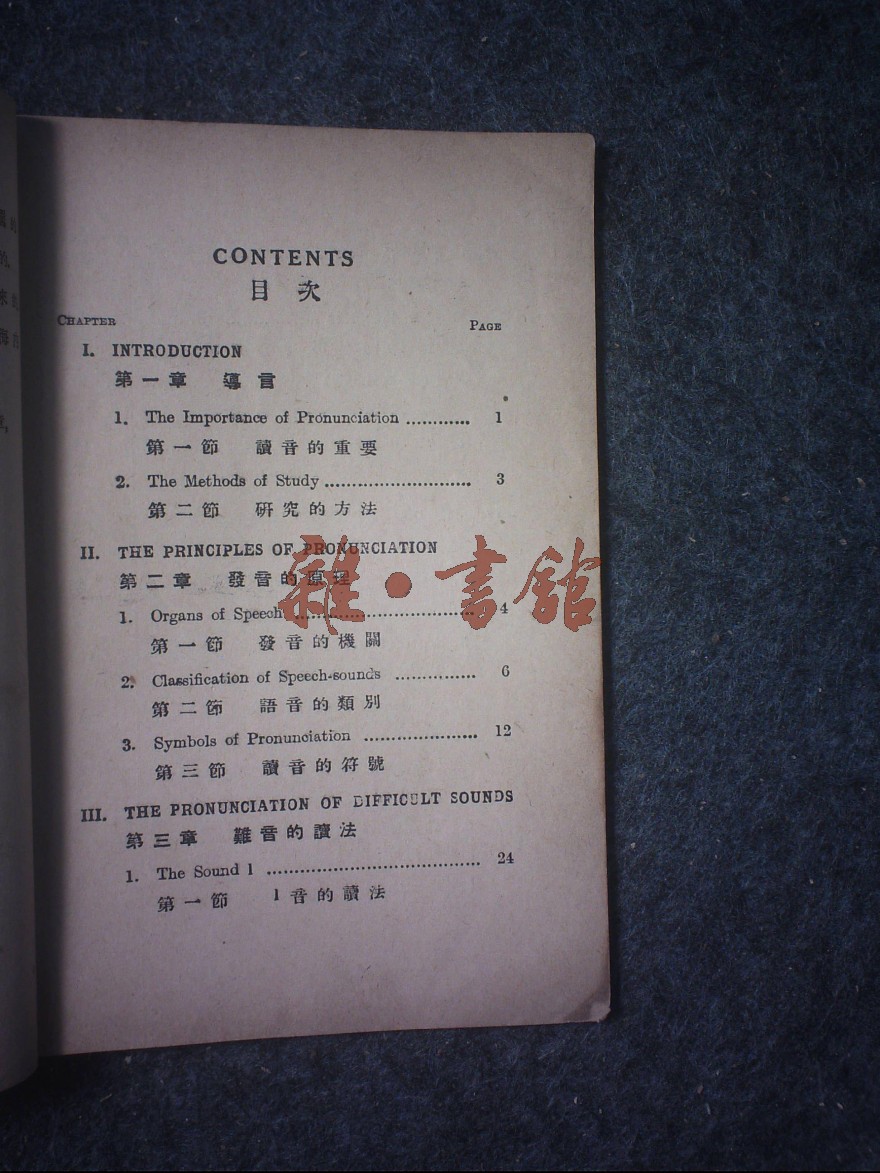 CONTENTS
目次
CHAPTER PAGE
I. INTRODUCTION
第一章 導言
1. The Importance of Pronunciation ............ 1
第一節 讀音的重要
2. The Methods of Study ........................... 3
第二節 研究的方法
II. THE PRINCIPLES OF PRONUNCIATION
第二章 發音的原理
雜·書館
1. Organs of Speech ................................. 4
第一節 發音的機關
2. Classification of Speech-sounds ............... 6
第二節 語音的類別
3. Symbols of Pronunciation ..................... 12
第三節 讀音的符號
III. THE PRONUNCIATION OF DIFFICULT SOUNDS
第三章 難音的讀法
1. The Sound l ....................................... 24
第一節 l音的讀法